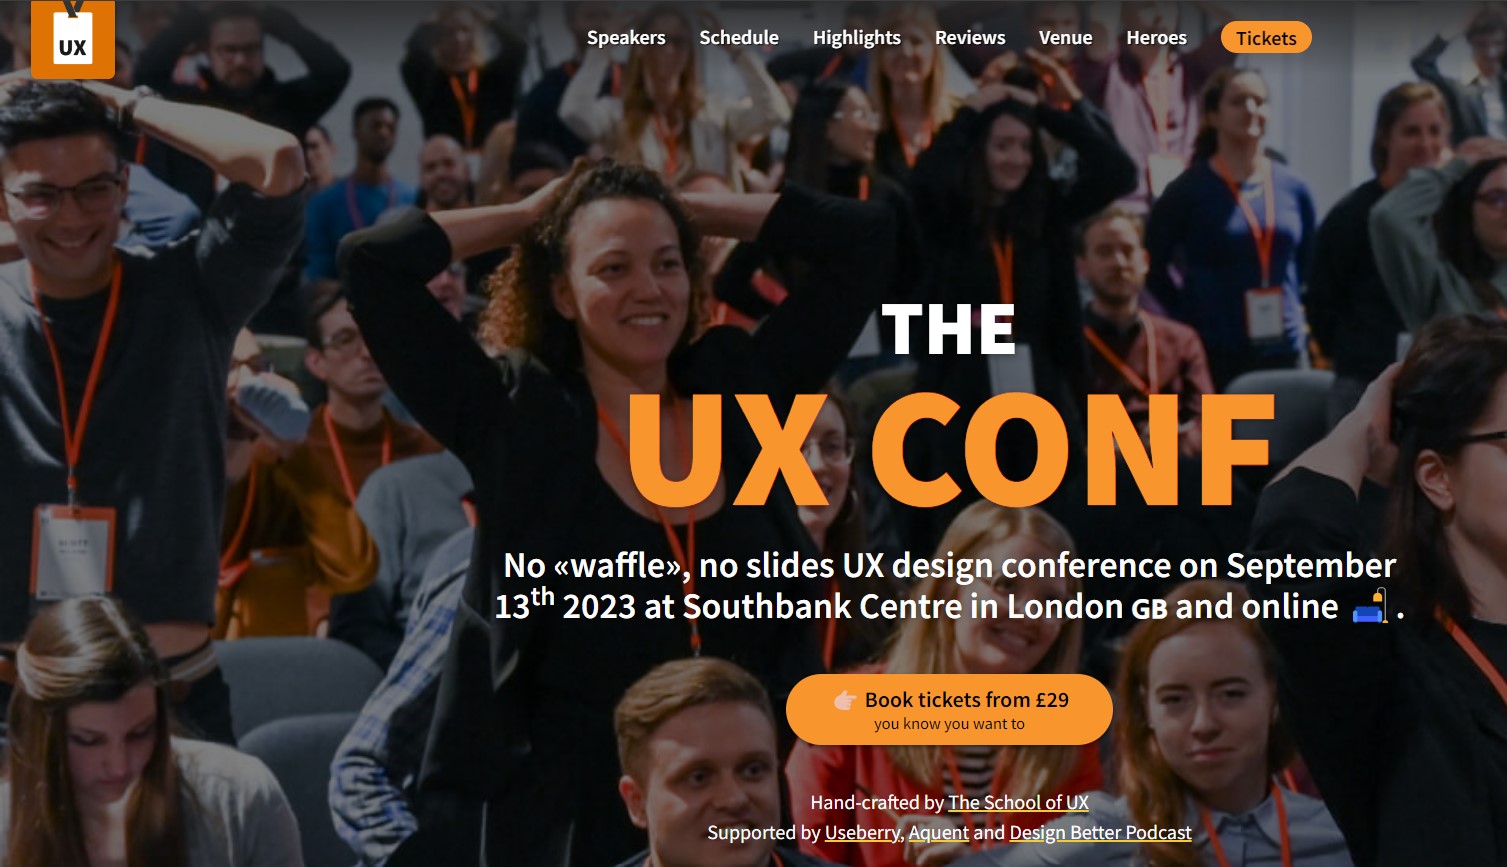 UX
Speakers Schedule Highlights Reviews Venue Heroes Tickets
THE
UX CONF
No «waffle», no slides UX design conference on September
13th 2023 at Southbank Centre in London GB and online 🛋️.
👉🏻 Book tickets from £29
you know you want to
Hand-crafted by The School of UX
Supported by Useberry, Aquent and Design Better Podcast